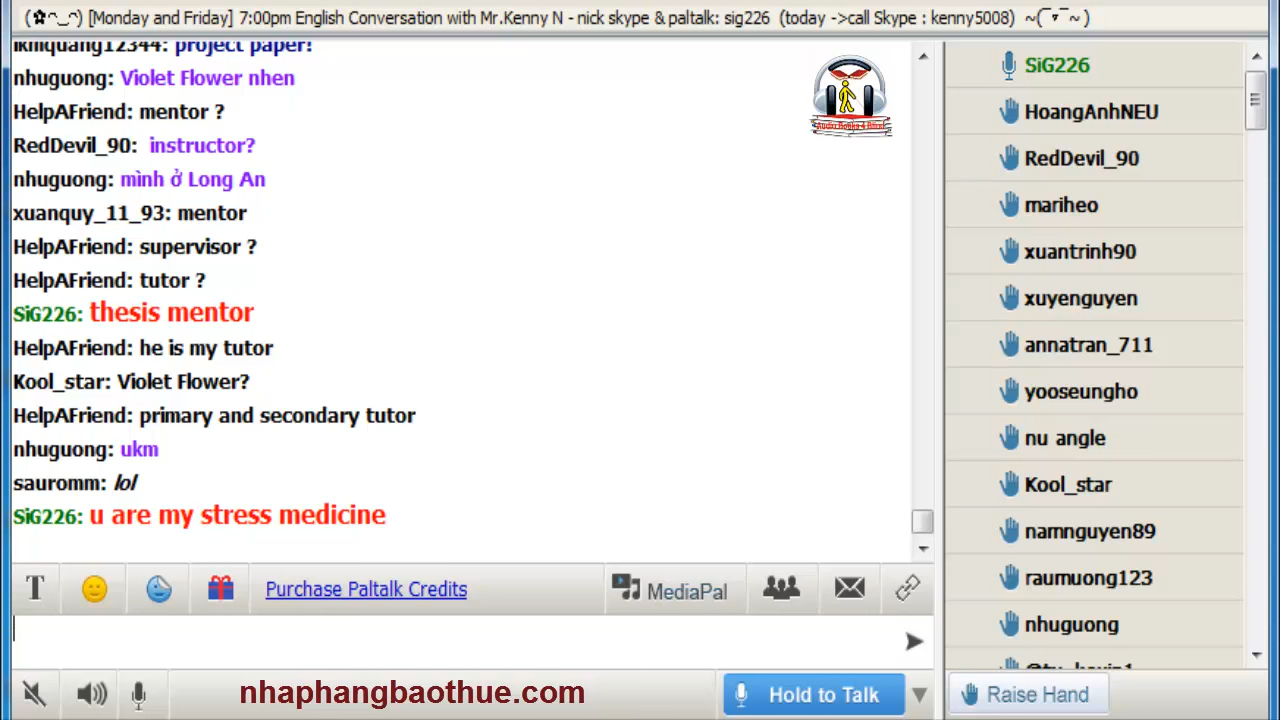 (✿◠‿◠) [Monday and Friday] 7:00pm English Conversation with Mr.Kenny N - nick skype & paltalk: sig226 (today ->call Skype : kenny5008) ~(‾▿‾~)
ikmquang12344: project paper!
nhuguong: Violet Flower nhen
HelpAFriend: mentor ?
RedDevil_90: instructor?
nhuguong: mình ở Long An
xuanquy_11_93: mentor
HelpAFriend: supervisor ?
HelpAFriend: tutor ?
SiG226: thesis mentor
HelpAFriend: he is my tutor
Kool_star: Violet Flower?
HelpAFriend: primary and secondary tutor
nhuguong: ukm
sauromm: lol
SiG226: u are my stress medicine
T
Purchase Paltalk Credits
MediaPal
nhaphangbaothue.com
Hold to Talk
SiG226
HoangAnhNEU
RedDevil_90
mariheo
xuantrinh90
xuyenguyen
annatran_711
yooseungho
nu angle
Kool_star
namnguyen89
raumuong123
nhuguong
Raise Hand